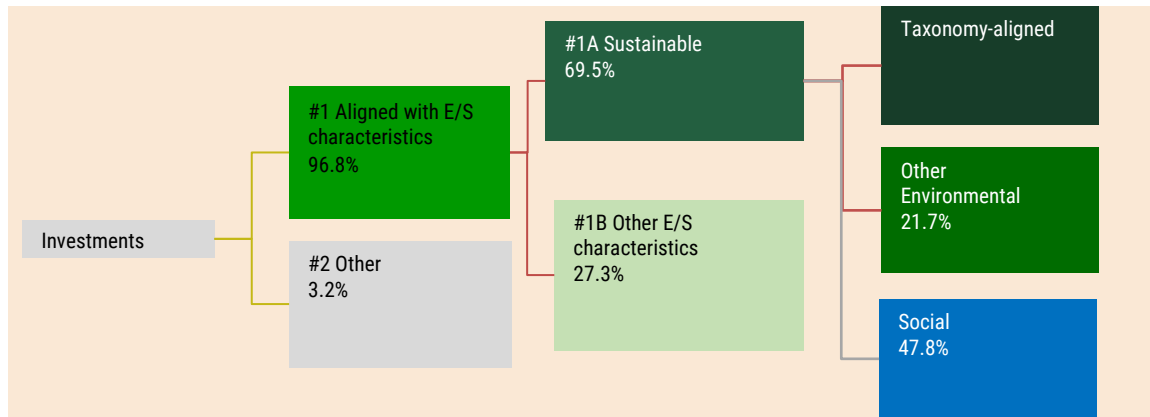 Investments
#1 Aligned with E/S
characteristics
96.8%
#2 Other
3.2%
#1A Sustainable
69.5%
#1B Other E/S
characteristics
27.3%
Taxonomy-aligned
Other
Environmental
21.7%
Social
47.8%